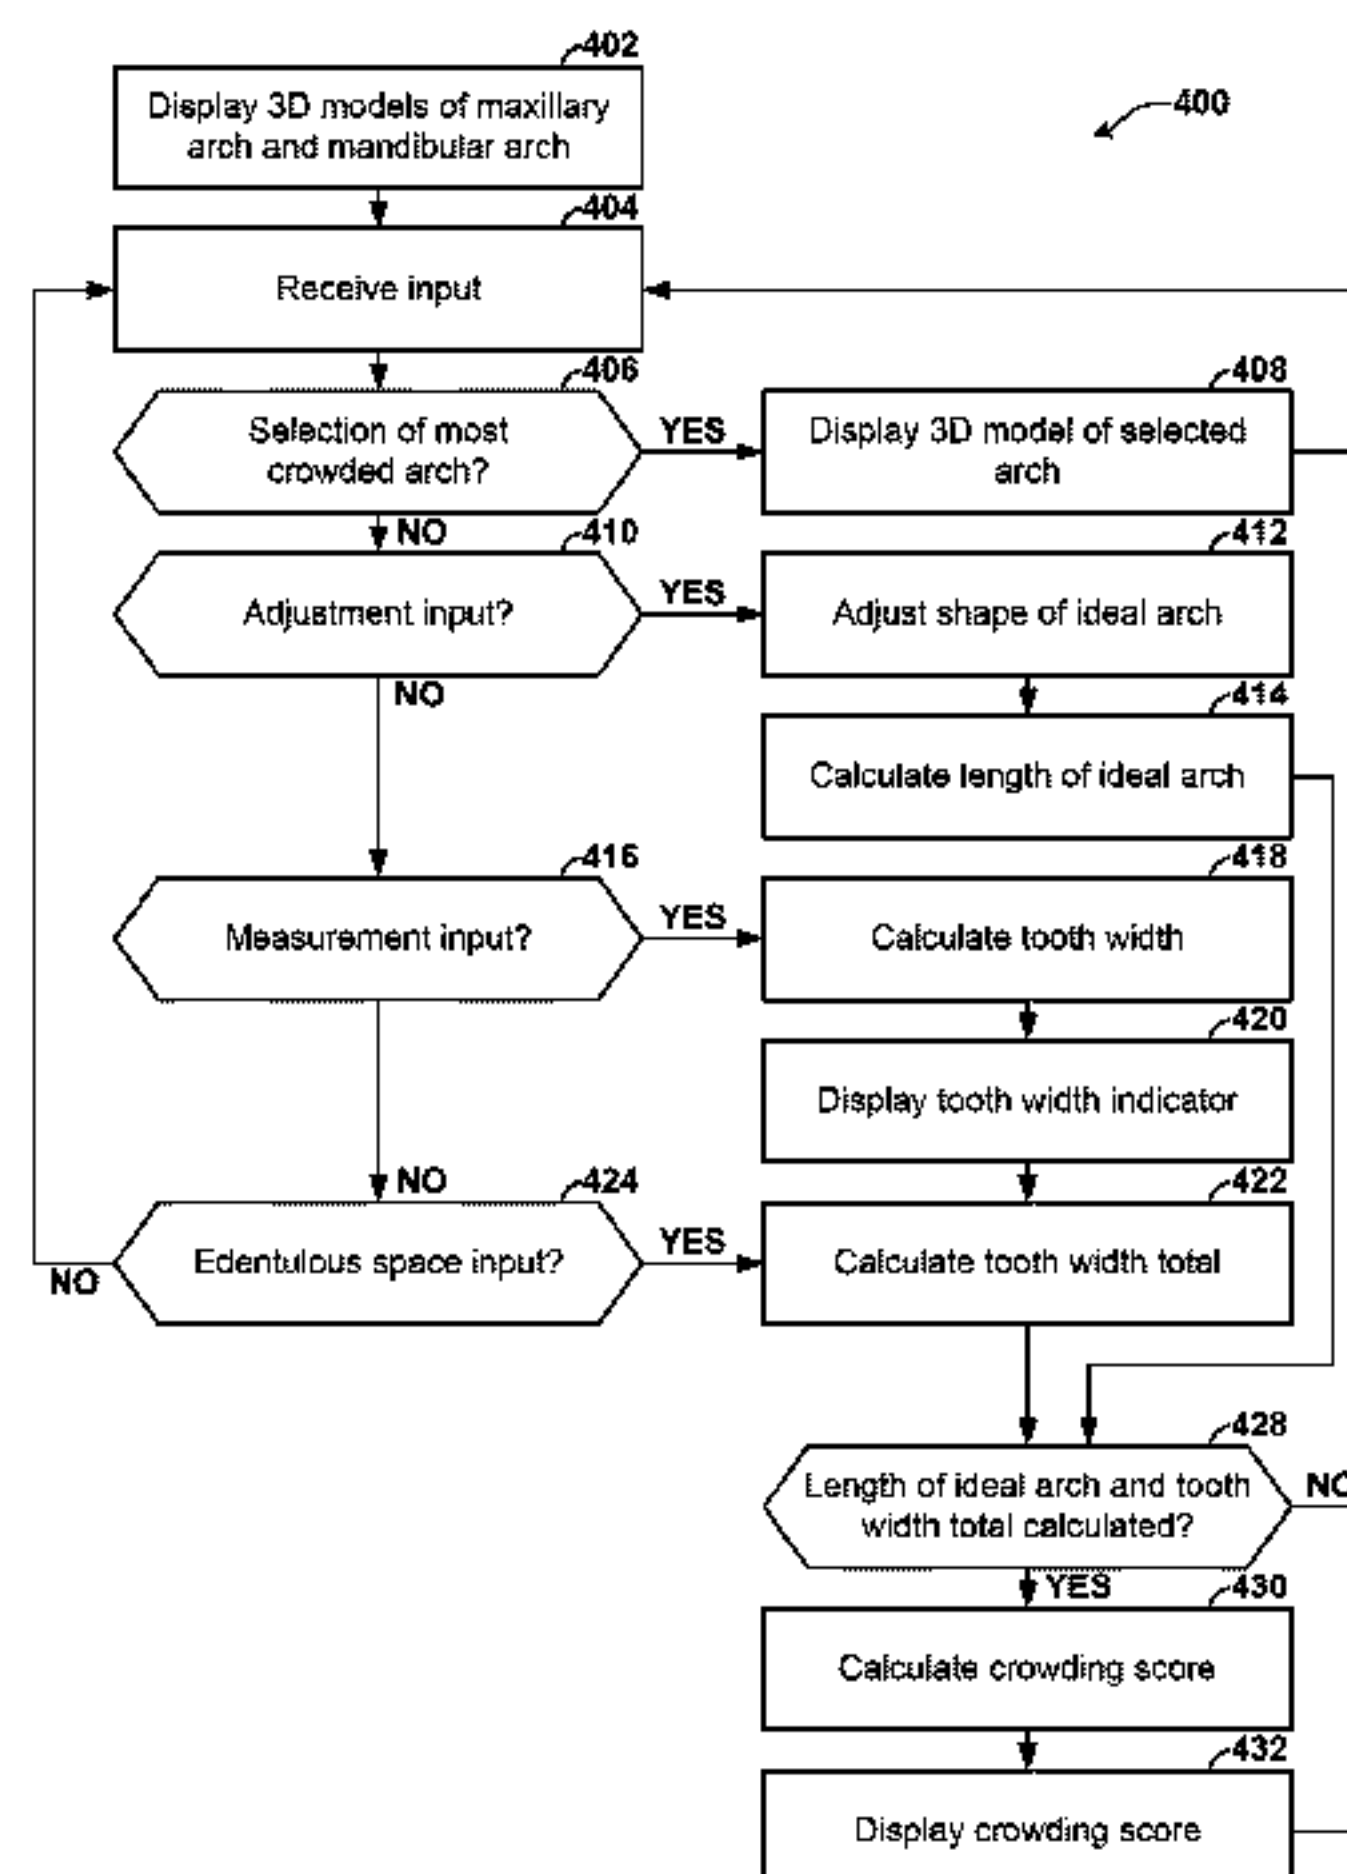 402
Display 3D models of maxillary
arch and mandibular arch
400
404
Receive input
406
Selection of most
crowded arch?
YES
408
Display 3D model of selected
arch
NO
410
Adjustment input?
YES
412
Adjust shape of ideal arch
NO
414
Calculate length of ideal arch
416
Measurement input?
YES
418
Calculate tooth width
420
Display tooth width indicator
NO
424
Edentulous space input?
YES
422
Calculate tooth width total
NO
428
Length of ideal arch and tooth
width total calculated?
NO
YES
430
Calculate crowding score
432
Display crowding score